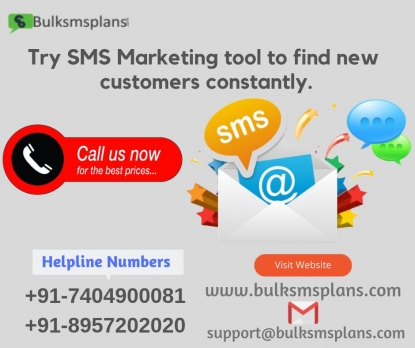 Bulksmsplans
Try SMS Marketing tool to find new
customers constantly.
sms
@
Call us now
for the best prices...
Helpline Numbers
+91-7404900081
+91-8957202020
Visit Website
www.bulksmsplans.com
support@bulksmsplans.com